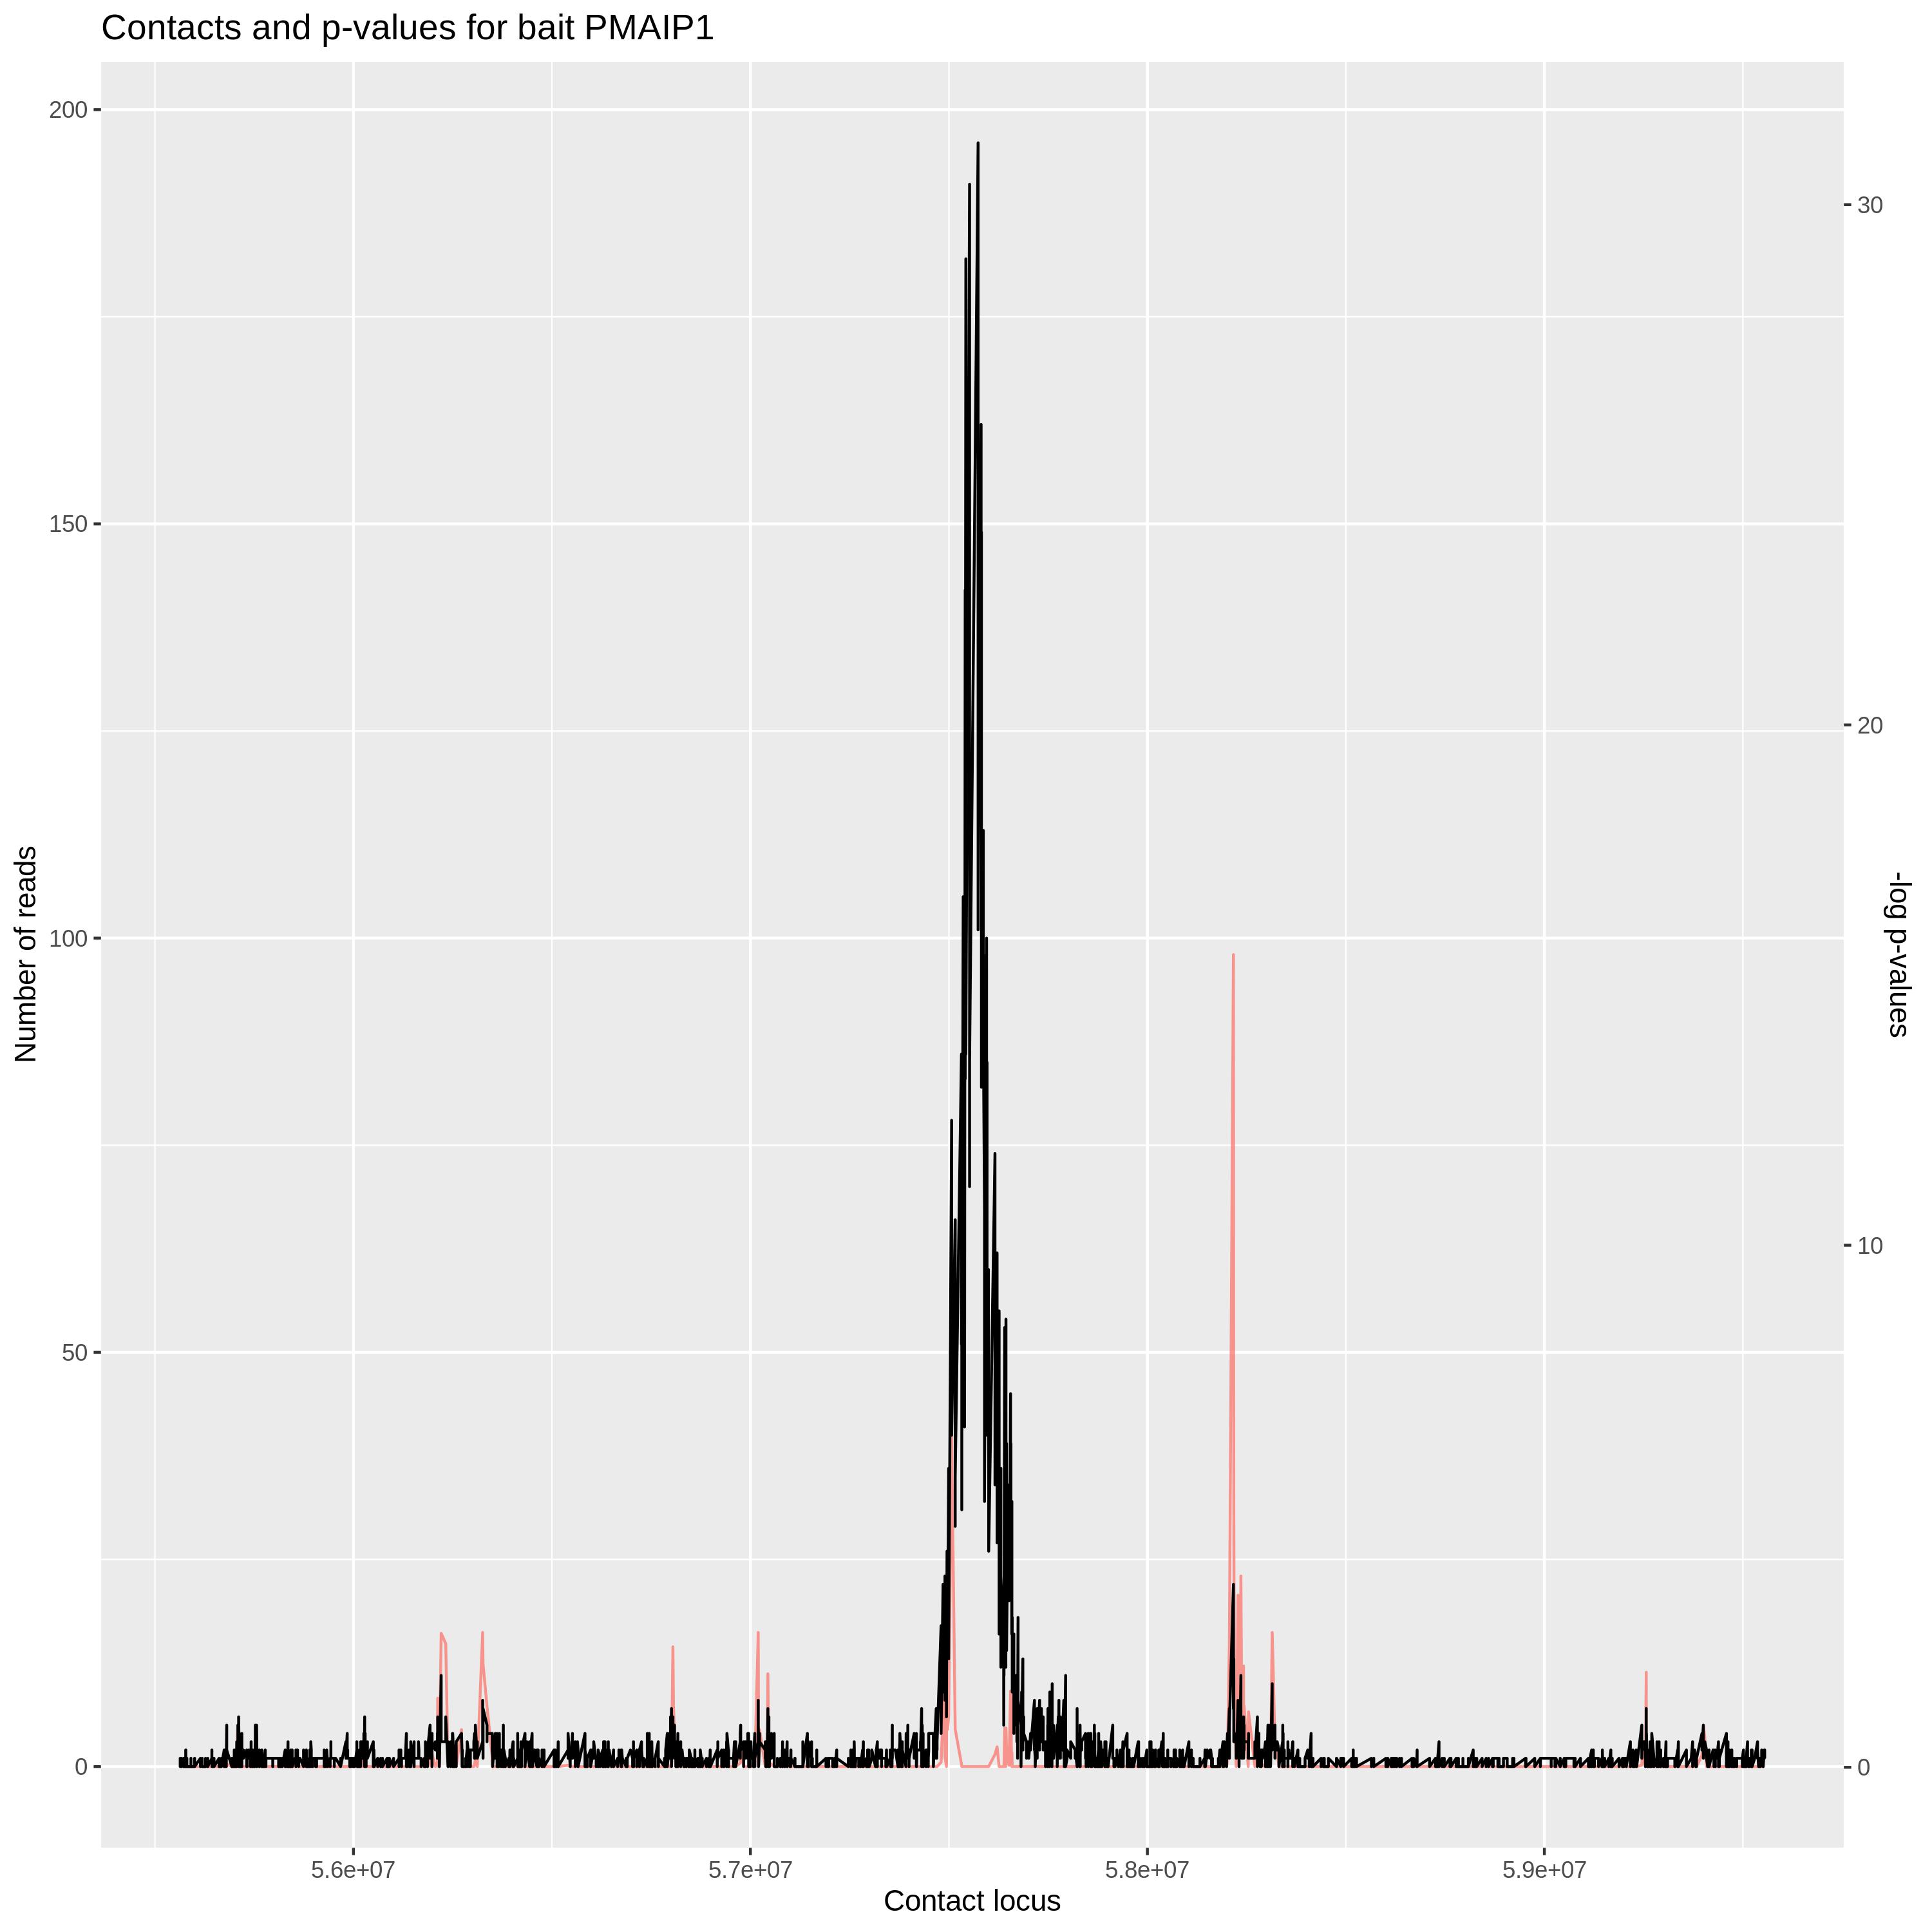 Contacts and p-values for bait PMAIP1
200
150
100
50
0
Number of reads
30
20
10
0
-log p-values
5.6e+07
5.7e+07
5.8e+07
5.9e+07
Contact locus